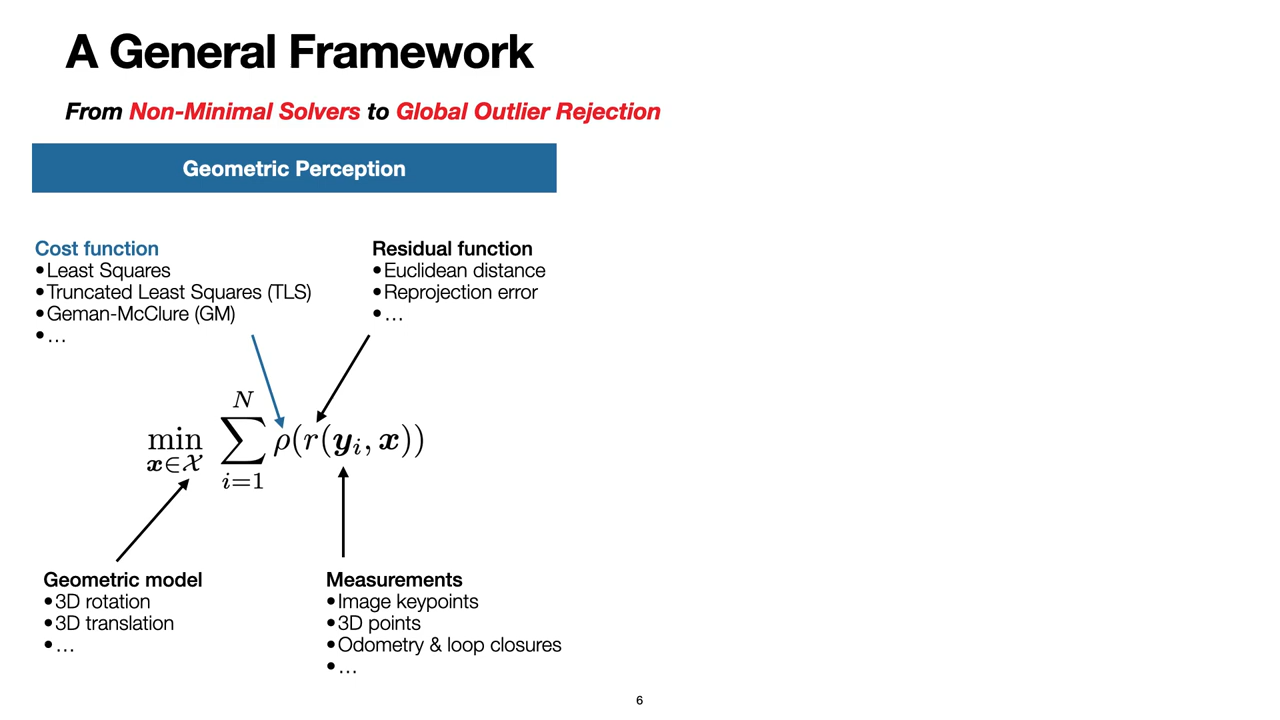 A General Framework
From Non-Minimal Solvers to Global Outlier Rejection
Geometric Perception
Cost function
•Least Squares
•Truncated Least Squares (TLS)
•Geman-McClure (GM)
•…
Residual function
•Euclidean distance
•Reprojection error
•…
N
min ∑ ρ(r(yᵢ, x))
x∈𝒳 i=1
Geometric model
•3D rotation
•3D translation
•…
Measurements
•Image keypoints
•3D points
•Odometry & loop closures
•…
6